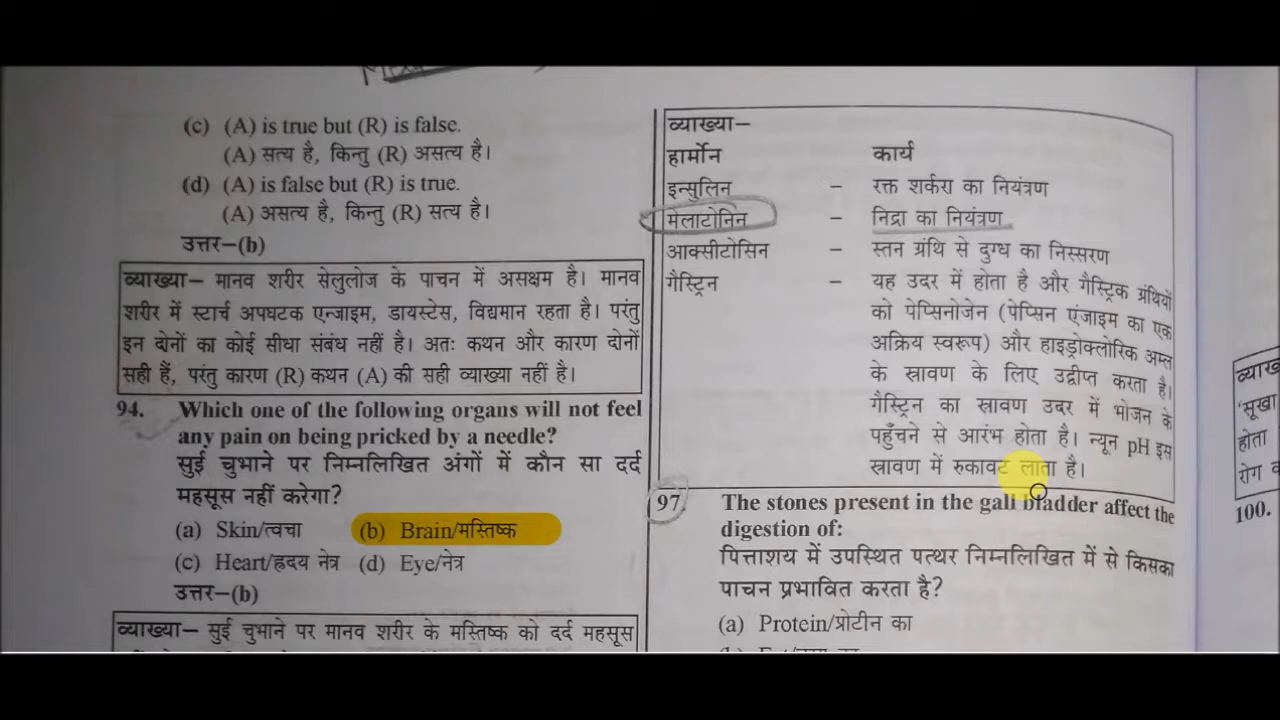 (c) (A) is true but (R) is false.
(A) सत्य है, किन्तु (R) असत्य है।
(d) (A) is false but (R) is true.
(A) असत्य है, किन्तु (R) सत्य है।
उत्तर–(b)
व्याख्या– मानव शरीर सेलुलोज के पाचन में असक्षम है। मानव
शरीर में स्टार्च अपघटक एन्जाइम, डायस्टेस, विद्यमान रहता है। परंतु
इन दोनों का कोई सीधा संबंध नहीं है। अतः कथन और कारण दोनों
सही हैं, परंतु कारण (R) कथन (A) की सही व्याख्या नहीं है।
94. Which one of the following organs will not feel
any pain on being pricked by a needle?
सुई चुभाने पर निम्नलिखित अंगों में कौन सा दर्द
महसूस नहीं करेगा?
(a) Skin/त्वचा (b) Brain/मस्तिष्क
(c) Heart/ह्रदय नेत्र (d) Eye/नेत्र
उत्तर–(b)
व्याख्या– सुई चुभाने पर मानव शरीर के मस्तिष्क को दर्द महसूस
व्याख्या–
हार्मोन कार्य
इन्सुलिन – रक्त शर्करा का नियंत्रण
मेलाटोनिन – निद्रा का नियंत्रण
आक्सीटोसिन – स्तन ग्रंथि से दुग्ध का निस्सरण
गैस्ट्रिन – यह उदर में होता है और गैस्ट्रिक ग्रंथियों
को पेप्सिनोजेन (पेप्सिन एंजाइम का एक
अक्रिय स्वरूप) और हाइड्रोक्लोरिक अम्ल
के स्रावण के लिए उद्दीप्त करता है।
गैस्ट्रिन का स्रावण उदर में भोजन के
पहुँचने से आरंभ होता है। न्यून pH इस
स्रावण में रुकावट लाता है।
97. The stones present in the gall bladder affect the
digestion of:
पित्ताशय में उपस्थित पत्थर निम्नलिखित में से किसका
पाचन प्रभावित करता है?
(a) Protein/प्रोटीन का
'सूखा
होता
रोग
100.